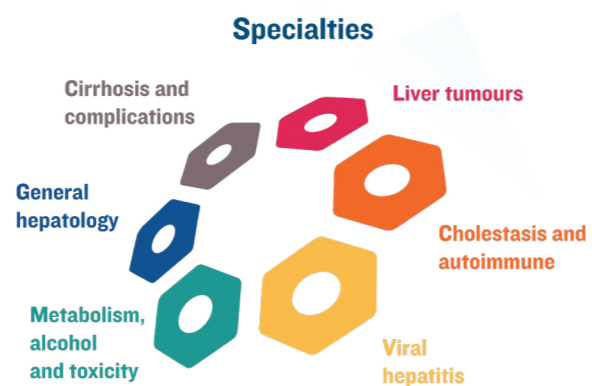 Specialties
Cirrhosis and
complications
Liver tumours
General
hepatology
Cholestasis and
autoimmune
Metabolism,
alcohol
and toxicity
Viral
hepatitis